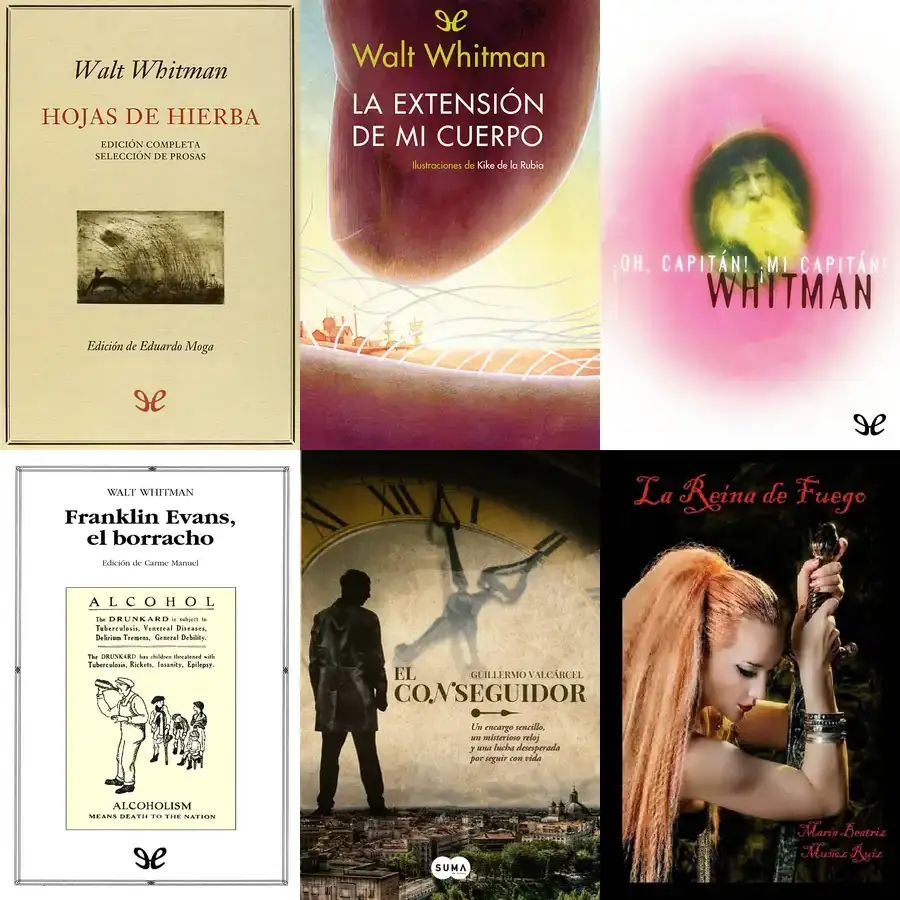 Walt Whitman
HOJAS DE HIERBA
EDICIÓN COMPLETA
SELECCIÓN DE PROSAS
Edición de Eduardo Moga
Walt Whitman
LA EXTENSIÓN
DE MI CUERPO
Ilustraciones de Kike de la Rubia
¡OH, CAPITÁN! ¡MI CAPITÁN!
WHITMAN
WALT WHITMAN
Franklin Evans,
el borracho
Edición de Carme Manuel
ALCOHOL
The DRUNKARD is subject to
Tuberculosis, Venereal Diseases,
Delirium Tremens, General Debility.
The DRUNKARD has children threatened with
Tuberculosis, Rickets, Insanity, Epilepsy.
ALCOHOLISM
MEANS DEATH TO THE NATION
EL
GUILLERMO VALCÁRCEL
CONSEGUIDOR
Un encargo sencillo,
un misterioso reloj
y una lucha desesperada
por seguir con vida
SUMA
La Reina de Fuego
María Beatriz
Muñoz Ruiz